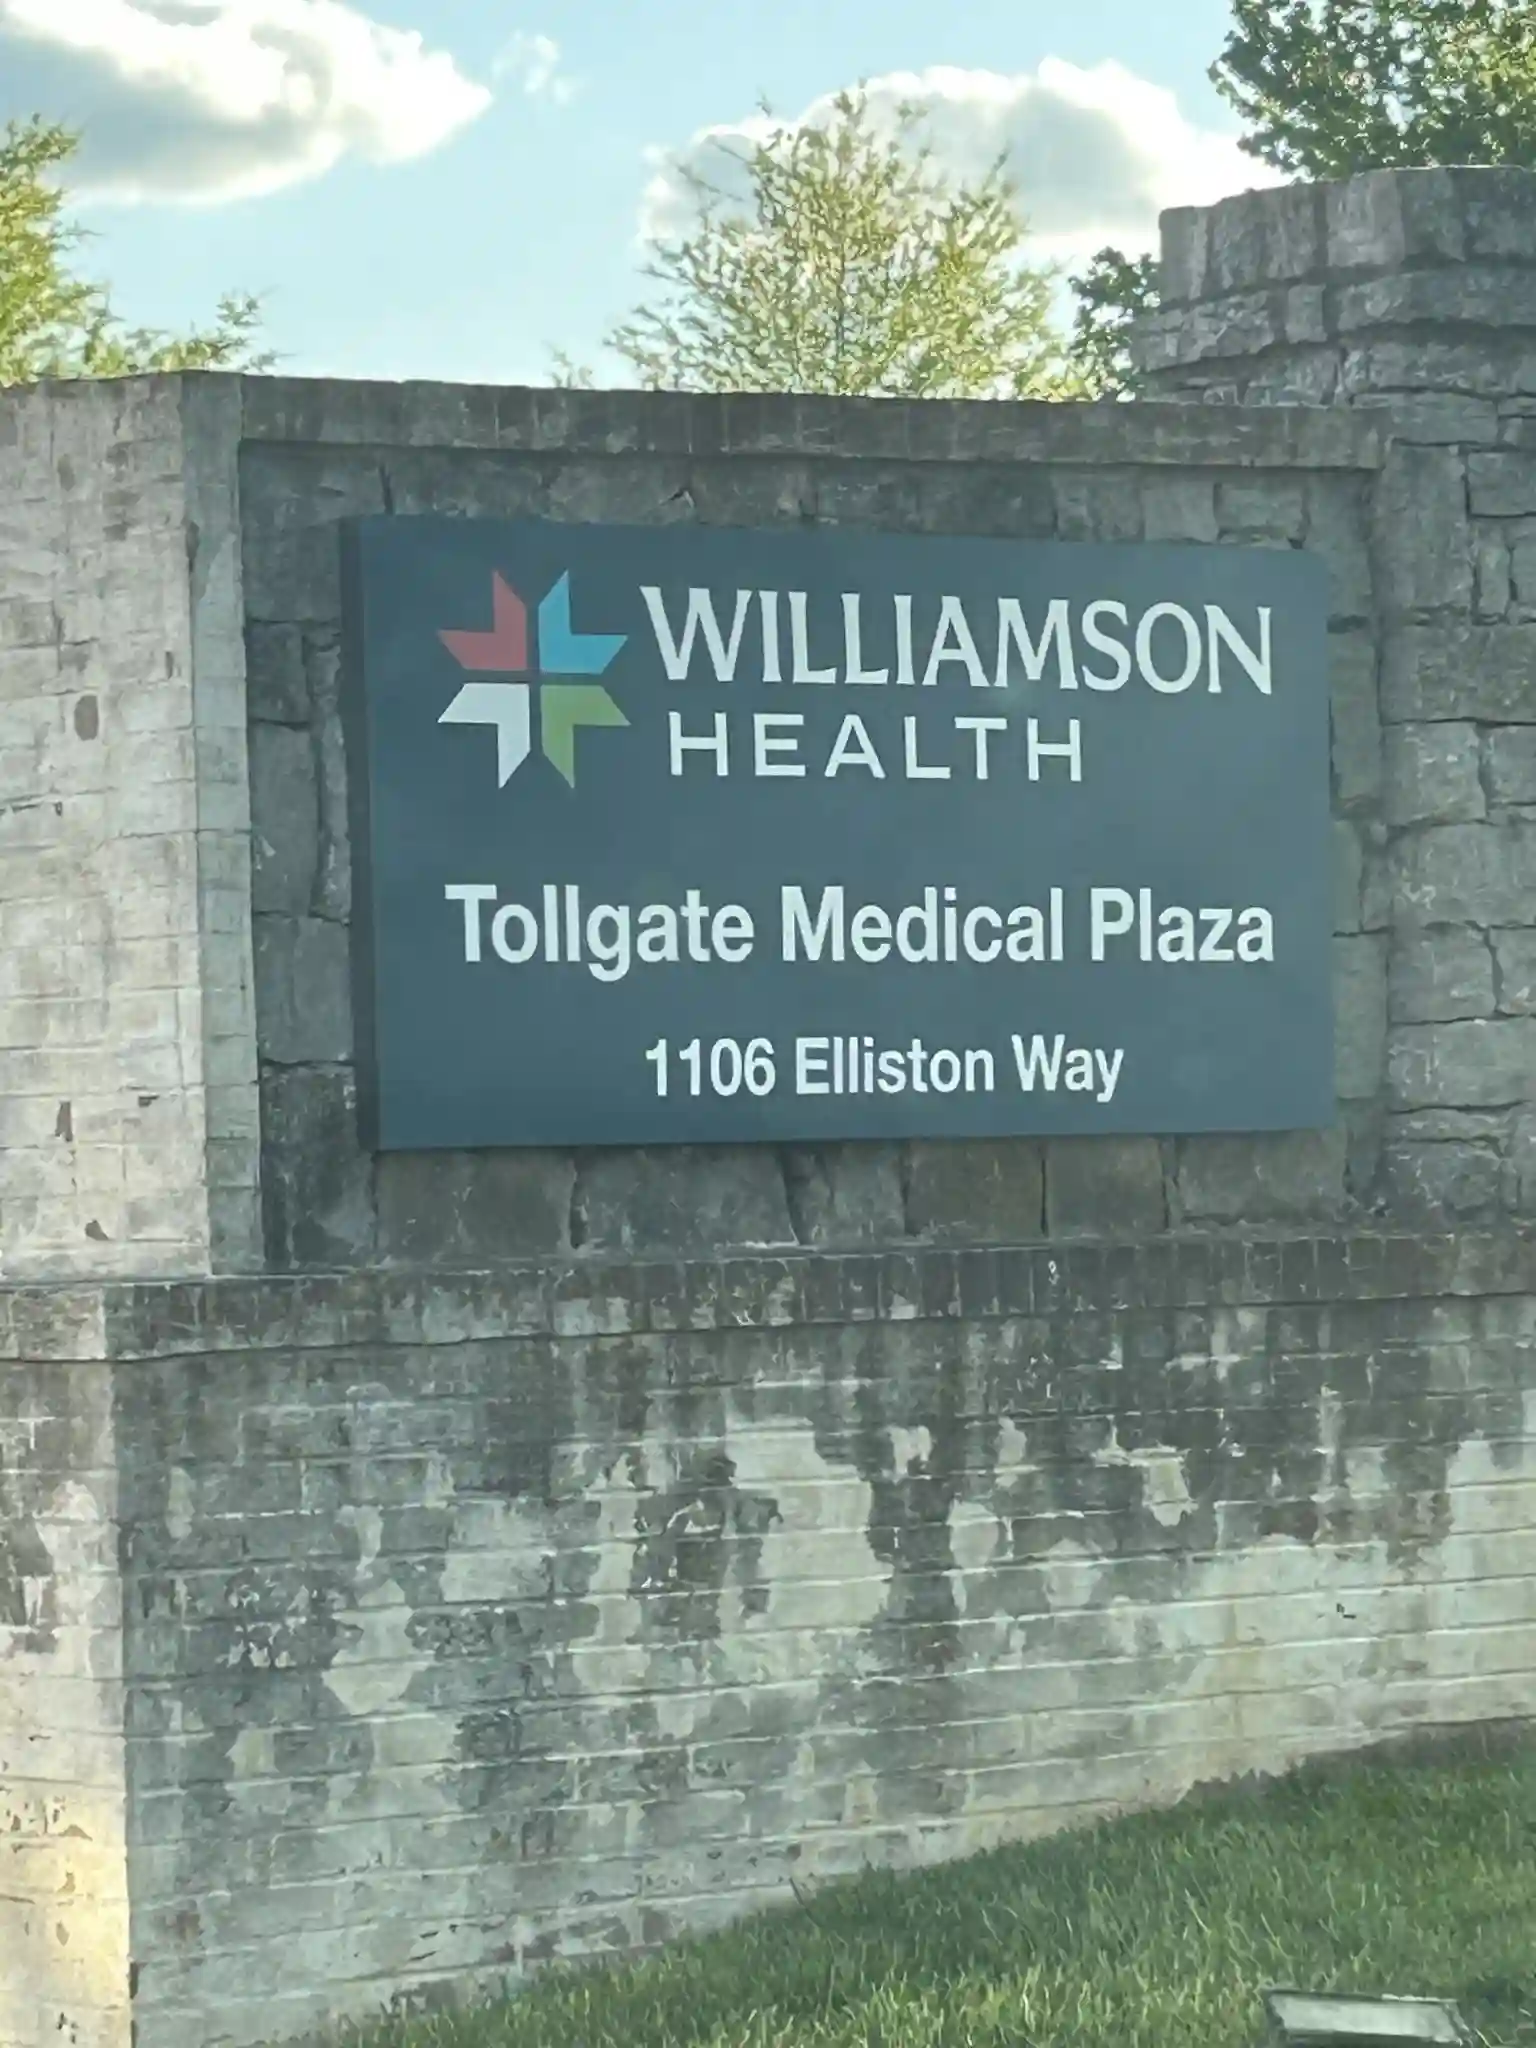 WILLIAMSON
HEALTH
Tollgate Medical Plaza
1106 Elliston Way